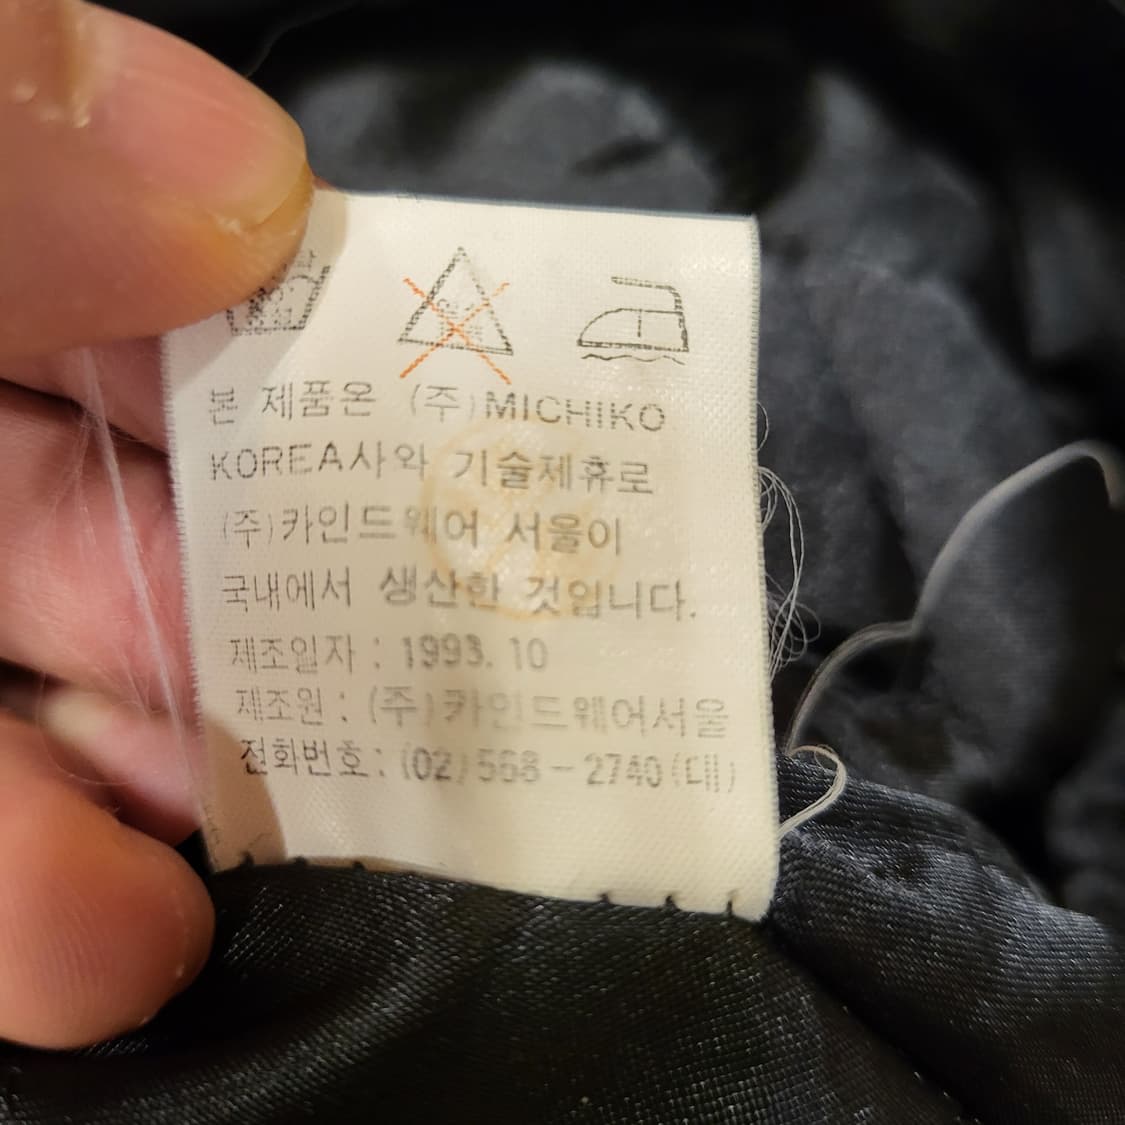 본 제품은 (주)MICHIKO
KOREA사와 기술제휴로
(주)카인드웨어 서울이
국내에서 생산한 것입니다.
제조일자 : 1993. 10
제조원 : (주)카인드웨어서울
전화번호 : (02) 568 - 2740 (대)